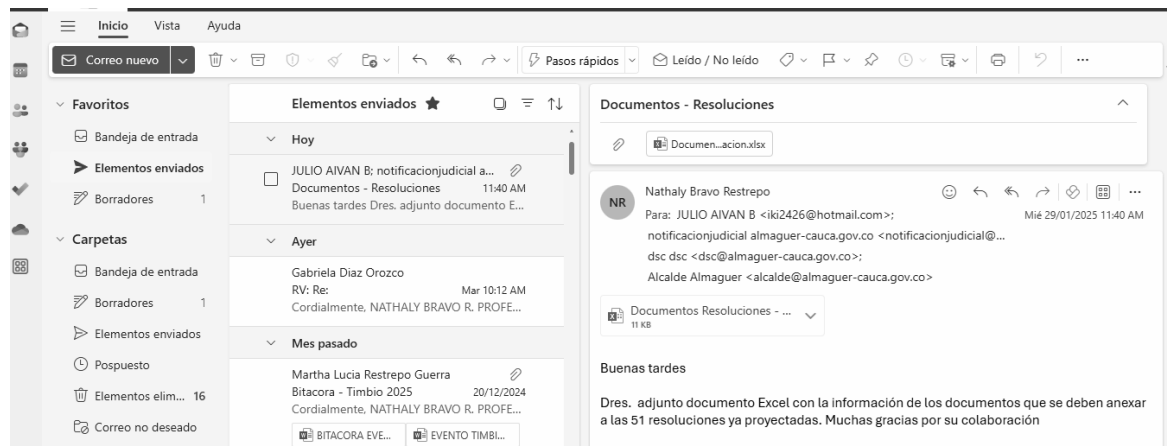 Inicio Vista Ayuda
Correo nuevo
Pasos rápidos
Leído / No leído
Favoritos
Bandeja de entrada
Elementos enviados
Borradores 1
Carpetas
Bandeja de entrada
Borradores 1
Elementos enviados
Pospuesto
Elementos elim... 16
Correo no deseado
Elementos enviados
Hoy
JULIO AIVAN B; notificacionjudicial a...
Documentos - Resoluciones 11:40 AM
Buenas tardes Dres. adjunto documento E...
Ayer
Gabriela Diaz Orozco
RV: Re: Mar 10:12 AM
Cordialmente, NATHALY BRAVO R. PROFE...
Mes pasado
Martha Lucia Restrepo Guerra
Bitacora - Timbio 2025 20/12/2024
Cordialmente, NATHALY BRAVO R. PROFE...
BITACORA EVE... EVENTO TIMBI...
Documentos - Resoluciones
Documen...acion.xlsx
NR
Nathaly Bravo Restrepo
Para: JULIO AIVAN B <iki2426@hotmail.com>; Mié 29/01/2025 11:40 AM
notificacionjudicial almaguer-cauca.gov.co <notificacionjudicial@...
dsc dsc <dsc@almaguer-cauca.gov.co>;
Alcalde Almaguer <alcalde@almaguer-cauca.gov.co>
Documentos Resoluciones - ...
11 KB
Buenas tardes
Dres. adjunto documento Excel con la información de los documentos que se deben anexar
a las 51 resoluciones ya proyectadas. Muchas gracias por su colaboración